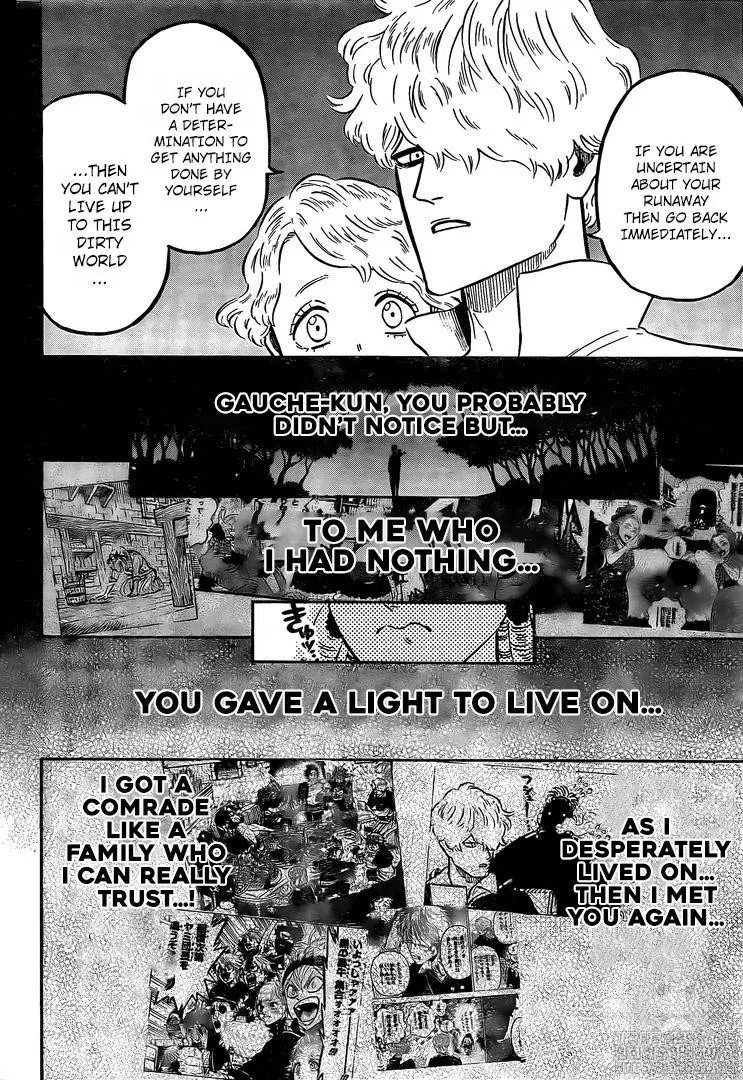 IF YOU ARE
UNCERTAIN
ABOUT YOUR
RUNAWAY
THEN GO BACK
IMMEDIATELY...
IF YOU
DON'T HAVE
A DETER-
MINATION TO
GET ANYTHING
DONE BY
YOURSELF
...
...THEN
YOU CAN'T
LIVE UP
TO THIS
DIRTY
WORLD
...
GAUCHE-KUN, YOU PROBABLY
DIDN'T NOTICE BUT...
TO ME WHO
I HAD NOTHING...
ぎゅッ
YOU GAVE A LIGHT TO LIVE ON...
AS I
DESPERATELY
LIVED ON...
THEN I MET
YOU AGAIN...
I GOT A
COMRADE
LIKE A
FAMILY WHO
I CAN REALLY
TRUST...!